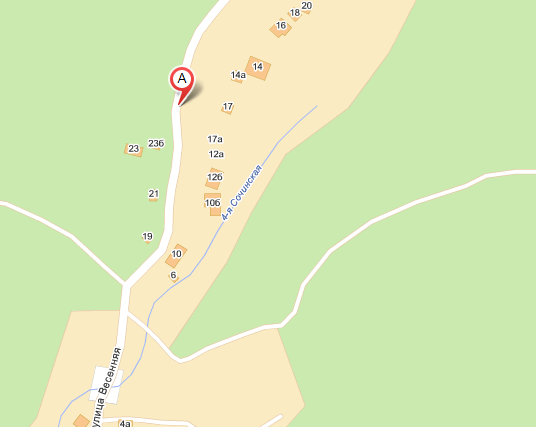 20
18
16
14
14а
A
17
17а
23б
23
12а
12б
4-я Сочинская
21
10б
19
10
6
улица Весенняя
4а